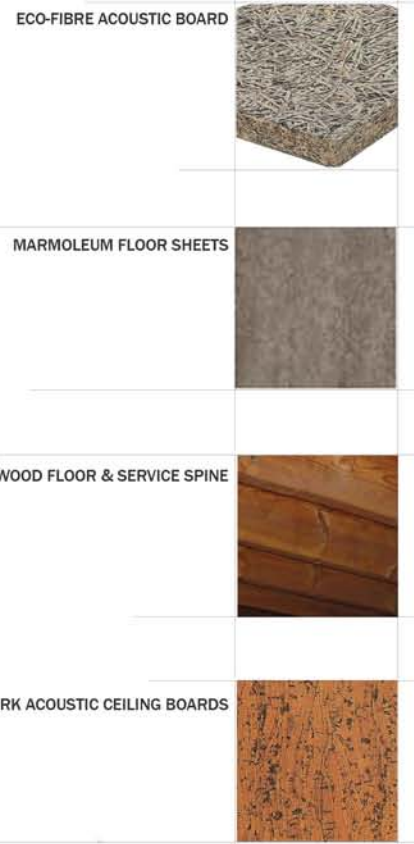 ECO-FIBRE ACOUSTIC BOARD
MARMOLEUM FLOOR SHEETS
WOOD FLOOR & SERVICE SPINE
RK ACOUSTIC CEILING BOARDS